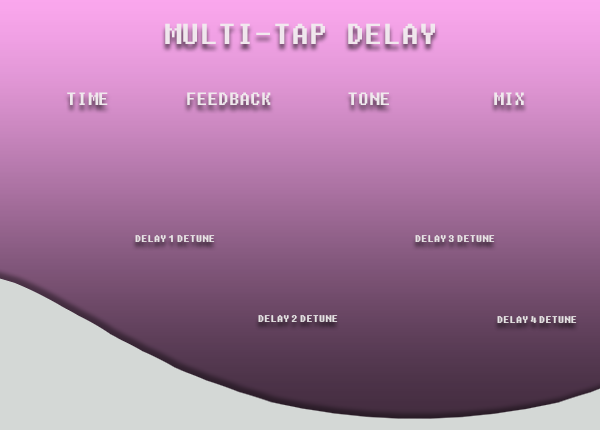 MULTI-TAP DELAY
TIME FEEDBACK TONE MIX
DELAY 1 DETUNE DELAY 3 DETUNE
DELAY 2 DETUNE DELAY 4 DETUNE